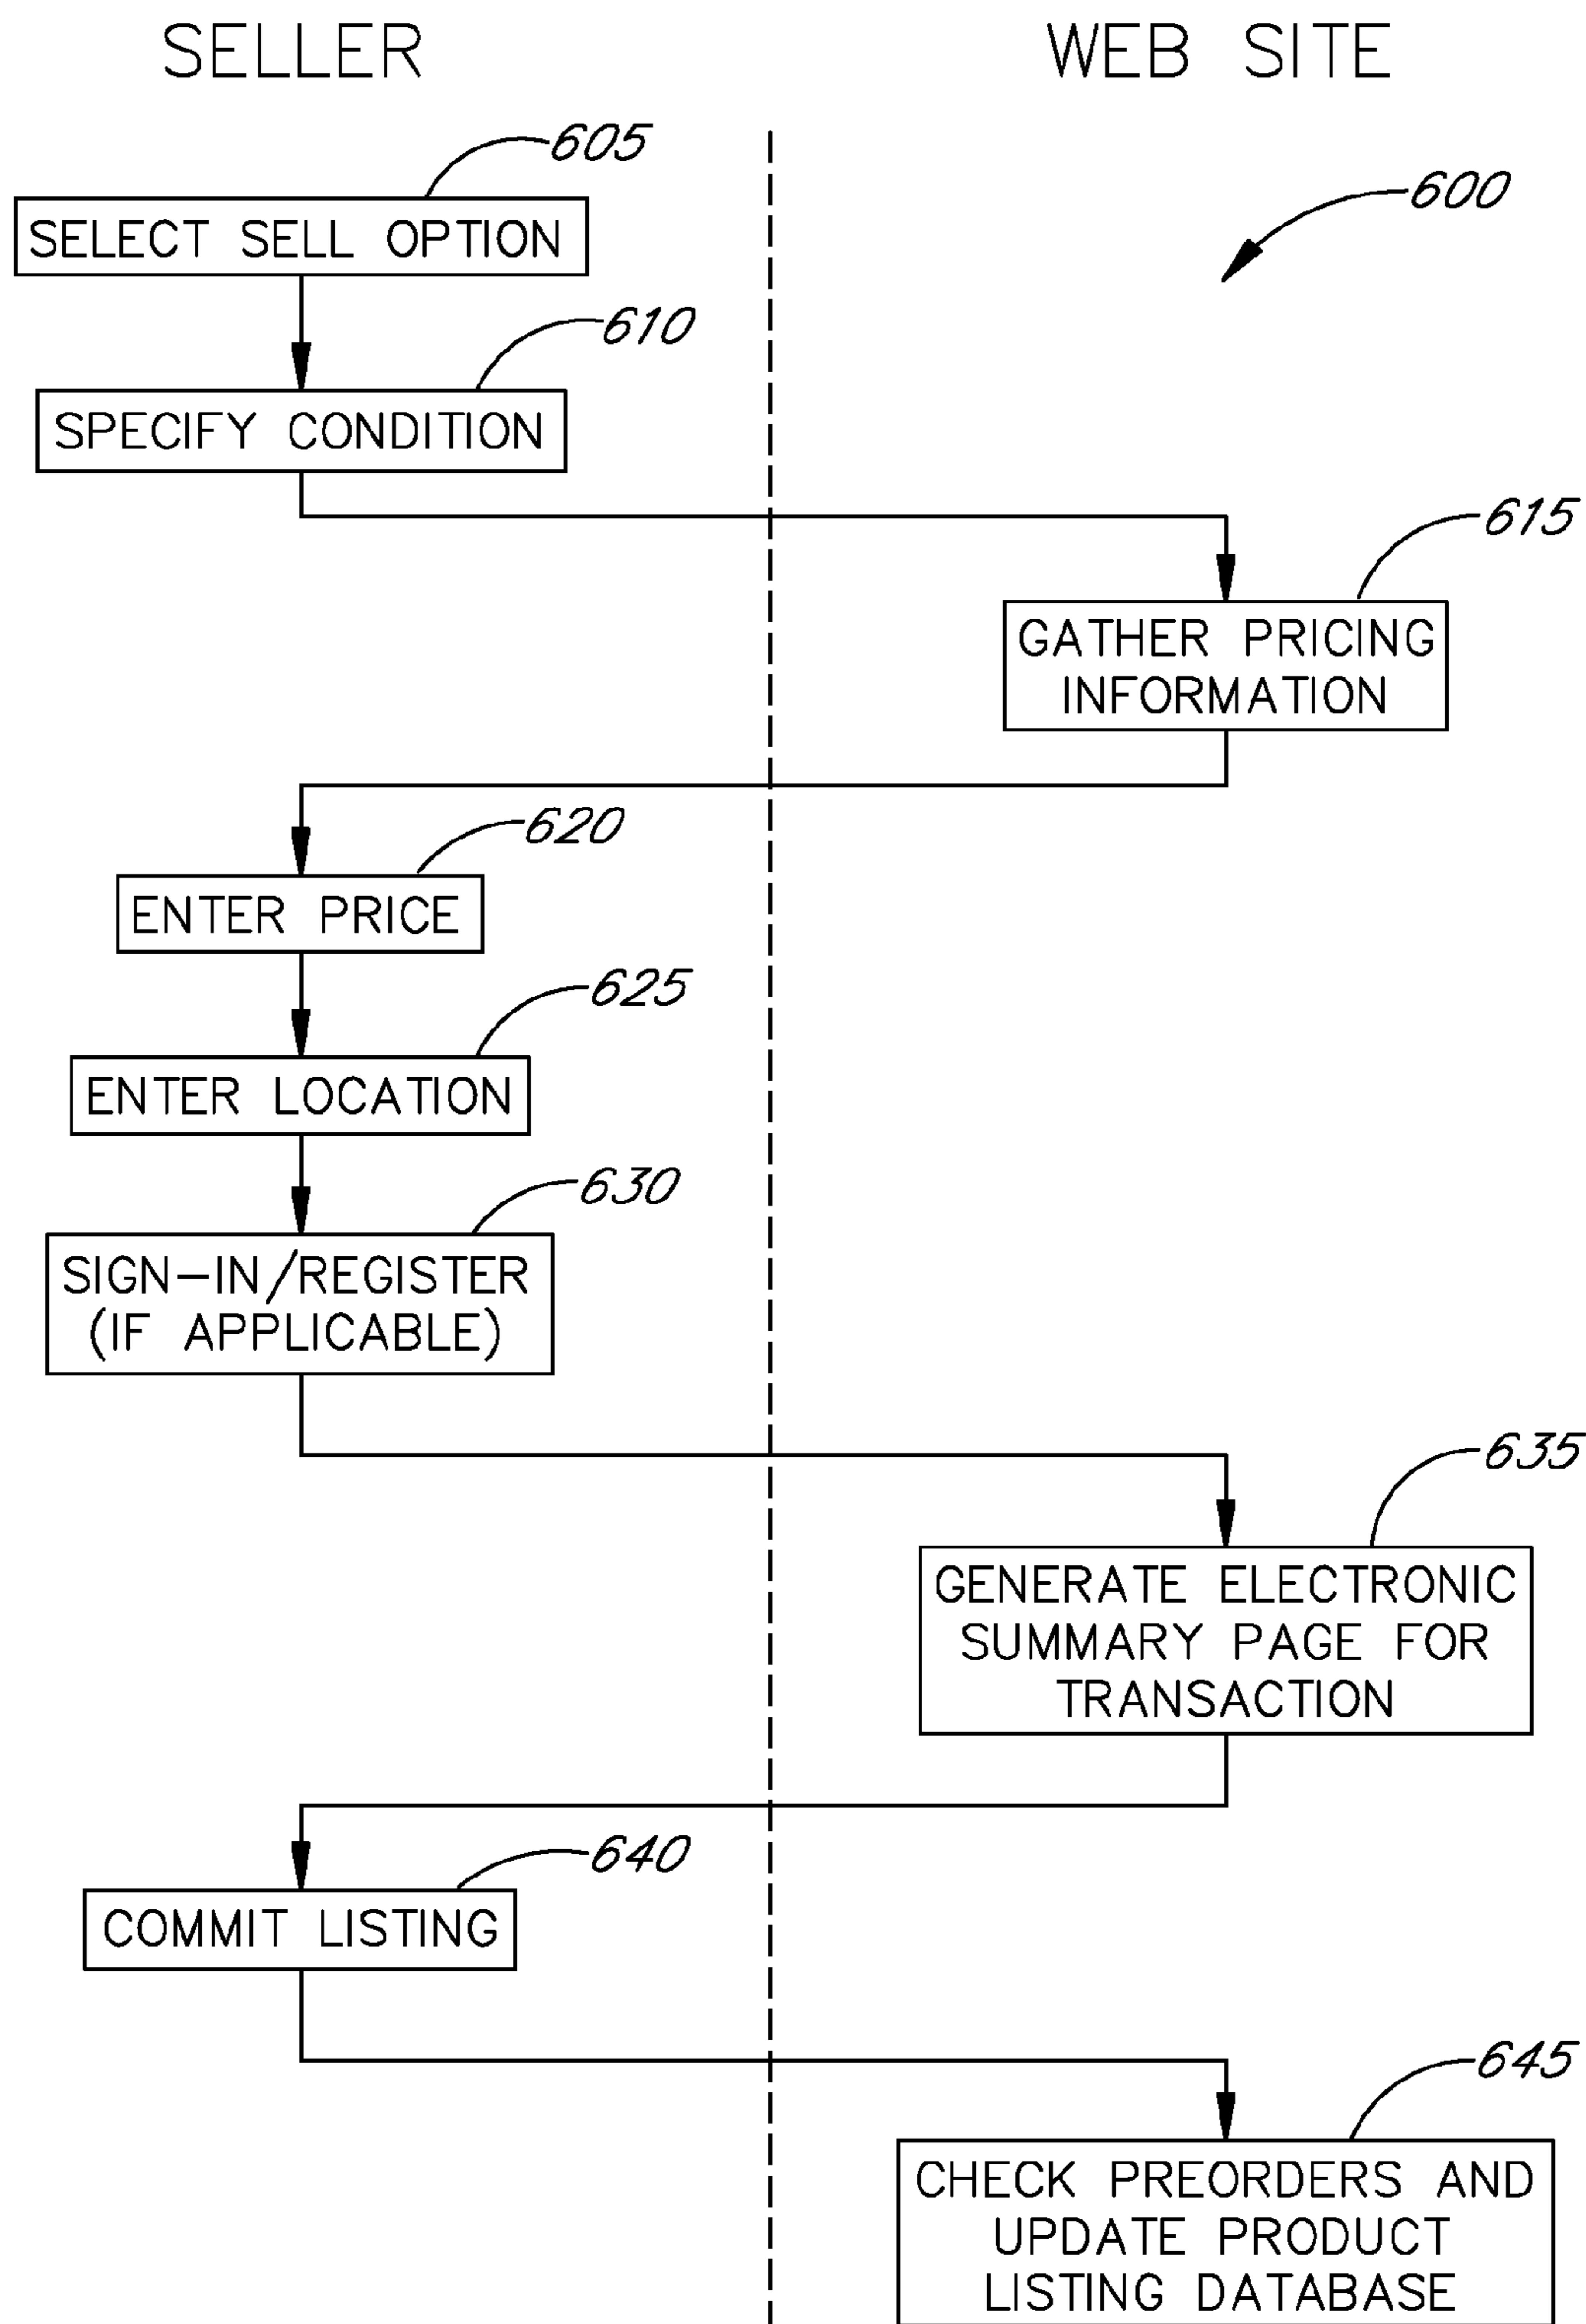 SELLER
WEB SITE
605
600
SELECT SELL OPTION
610
SPECIFY CONDITION
615
GATHER PRICING
INFORMATION
620
ENTER PRICE
625
ENTER LOCATION
630
SIGN-IN/REGISTER
(IF APPLICABLE)
635
GENERATE ELECTRONIC
SUMMARY PAGE FOR
TRANSACTION
640
COMMIT LISTING
645
CHECK PREORDERS AND
UPDATE PRODUCT
LISTING DATABASE